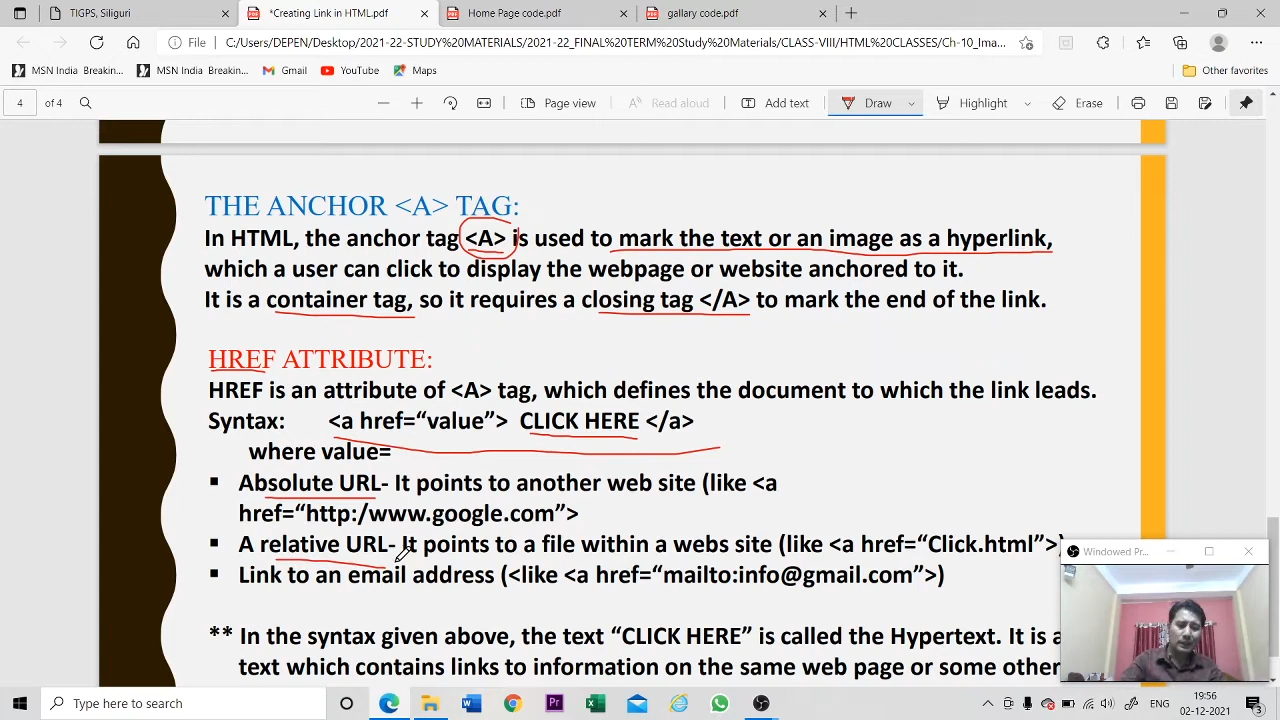 TIGPS Siliguri
*Creating Link in HTML.pdf
Home Page code.pdf
gallary code.pdf
File
C:/Users/DEPEN/Desktop/2021-22-STUDY%20MATERIALS/2021-22_FINAL%20TERM%20Study%20Materials/CLASS-VIII/HTML%20CLASSES/Ch-10_Ima...
MSN India Breakin...
MSN India Breakin...
Gmail
YouTube
Maps
Other favorites
4 of 4
Page view
Read aloud
Add text
Draw
Highlight
Erase
THE ANCHOR <A> TAG:
In HTML, the anchor tag <A> is used to mark the text or an image as a hyperlink,
which a user can click to display the webpage or website anchored to it.
It is a container tag, so it requires a closing tag </A> to mark the end of the link.
HREF ATTRIBUTE:
HREF is an attribute of <A> tag, which defines the document to which the link leads.
Syntax: <a href=“value”> CLICK HERE </a>
where value=
▪ Absolute URL- It points to another web site (like <a
href=“http:/www.google.com”>
▪ A relative URL- It points to a file within a webs site (like <a href=“Click.html”>)
▪ Link to an email address (<like <a href=“mailto:info@gmail.com”>)
** In the syntax given above, the text “CLICK HERE” is called the Hypertext. It is a
text which contains links to information on the same web page or some other
Windowed Pr...
Type here to search
19:56
02-12-2021
3